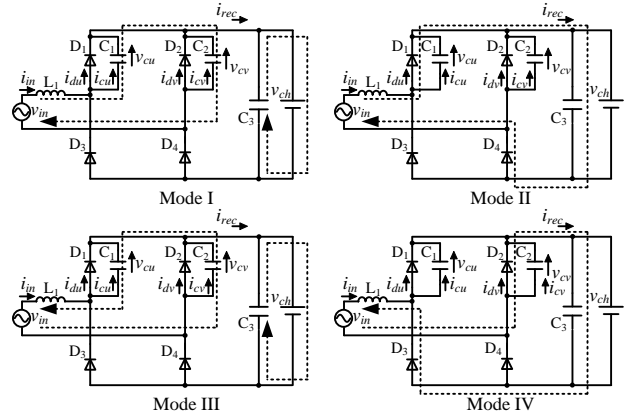 i_rec
D₁ C₁ v_cu D₂ C₂ v_cv
i_in L₁ i_du i_cu i_dv i_cv v_ch
v_in C₃
D₃ D₄
Mode I
i_rec
D₁ C₁ v_cu D₂ C₂ v_cv
i_in L₁ i_du i_cu i_dv i_cv v_ch
v_in C₃
D₃ D₄
Mode II
i_rec
D₁ C₁ v_cu D₂ C₂ v_cv
i_in L₁ i_du i_cu i_dv i_cv v_ch
v_in C₃
D₃ D₄
Mode III
i_rec
D₁ C₁ v_cu D₂ C₂ v_cv
i_in L₁ i_du i_cu i_dv i_cv v_ch
v_in C₃
D₃ D₄
Mode IV